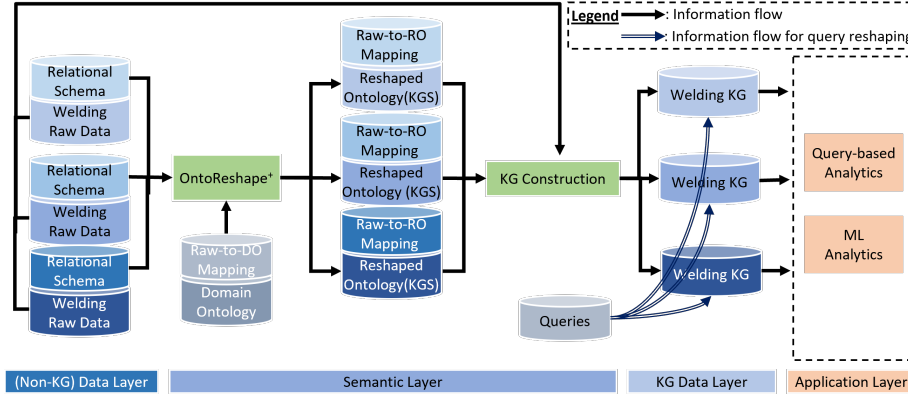 Legend
: Information flow
: Information flow for query reshaping
Relational
Schema
Welding
Raw Data
Relational
Schema
Welding
Raw Data
Relational
Schema
Welding
Raw Data
OntoReshape+
Raw-to-DO
Mapping
Domain
Ontology
Raw-to-RO
Mapping
Reshaped
Ontology(KGS)
Raw-to-RO
Mapping
Reshaped
Ontology (KGS)
Raw-to-RO
Mapping
Reshaped
Ontology(KGS)
KG Construction
Queries
Welding KG
Welding KG
Welding KG
Query-based
Analytics
ML
Analytics
(Non-KG) Data Layer
Semantic Layer
KG Data Layer
Application Layer